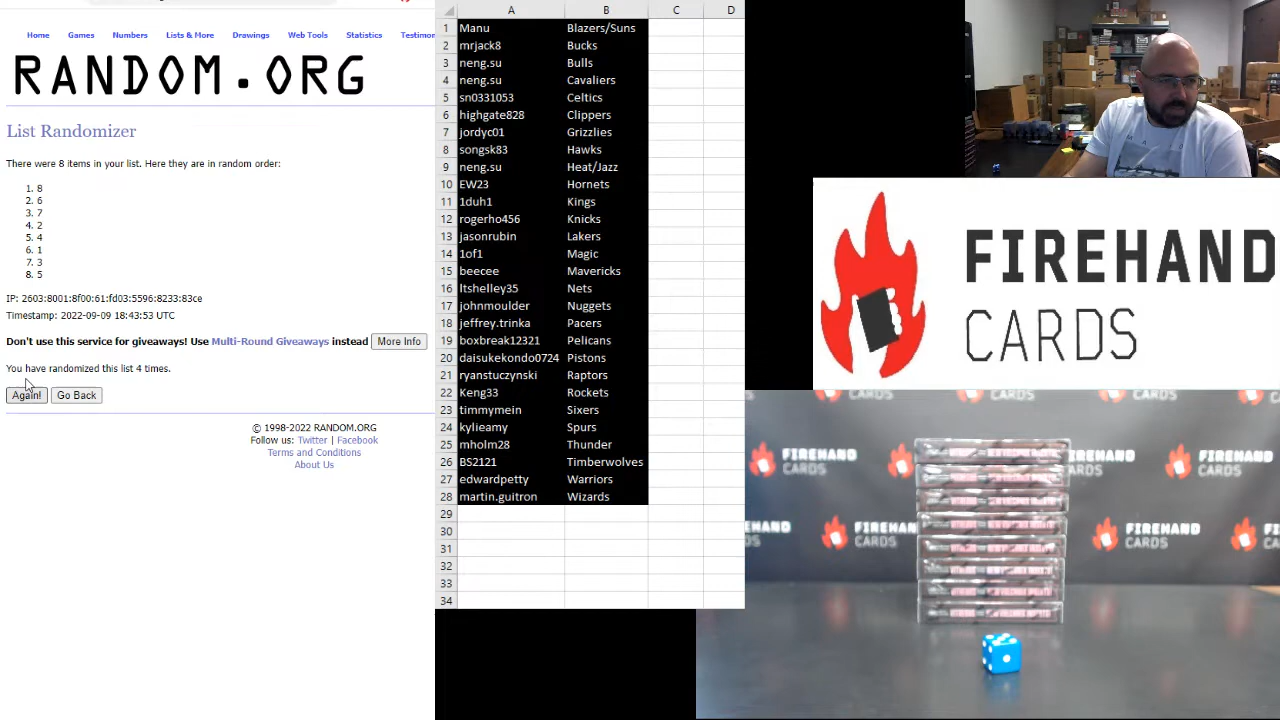 Home Games Numbers Lists & More Drawings Web Tools Statistics Testimon
RANDOM.ORG
List Randomizer
There were 8 items in your list. Here they are in random order:
1. 8
2. 6
3. 7
4. 2
5. 4
6. 1
7. 3
8. 5
IP: 2603:8001:8f00:61:fd03:5596:8233:83ce
Timestamp: 2022-09-09 18:43:53 UTC
Don't use this service for giveaways! Use Multi-Round Giveaways instead More Info
You have randomized this list 4 times.
Again! Go Back
© 1998-2022 RANDOM.ORG
Follow us: Twitter | Facebook
Terms and Conditions
About Us
A B C D
1 Manu Blazers/Suns
2 mrjack8 Bucks
3 neng.su Bulls
4 neng.su Cavaliers
5 sn0331053 Celtics
6 highgate828 Clippers
7 jordyc01 Grizzlies
8 songsk83 Hawks
9 neng.su Heat/Jazz
10 EW23 Hornets
11 1duh1 Kings
12 rogerho456 Knicks
13 jasonrubin Lakers
14 1of1 Magic
15 beecee Mavericks
16 ltshelley35 Nets
17 johnmoulder Nuggets
18 jeffrey.trinka Pacers
19 boxbreak12321 Pelicans
20 daisukekondo0724 Pistons
21 ryanstuczynski Raptors
22 Keng33 Rockets
23 timmymein Sixers
24 kylieamy Spurs
25 mholm28 Thunder
26 BS2121 Timberwolves
27 edwardpetty Warriors
28 martin.guitron Wizards
29
30
31
32
33
34
FIREHAND
CARDS
FIREHAND
CARDS
FIREHAND
CARDS
FIREHAND
CARDS
FIREHAND
CARDS